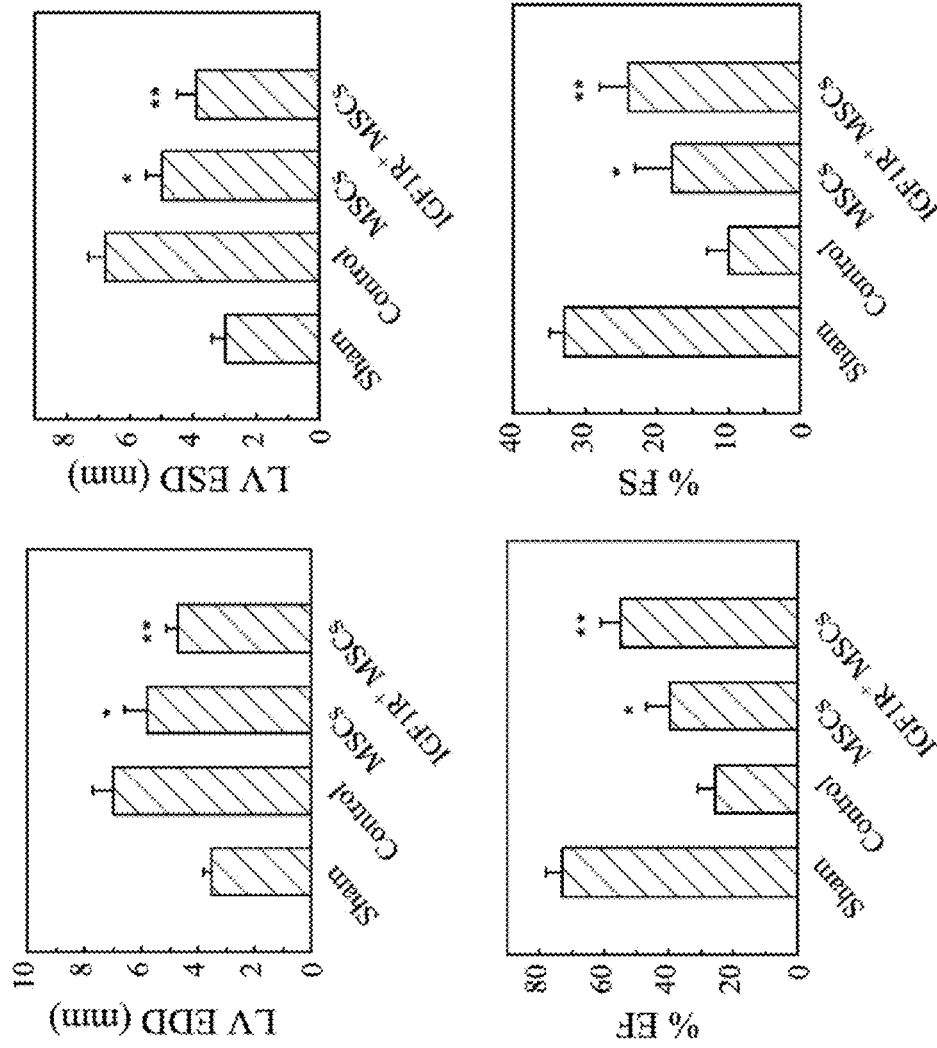 LV EDD (mm)
10
8
6
4
2
0
*
**
Sham
Control
MSCs
IGF1R+ MSCs
LV ESD (mm)
8
6
4
2
0
*
**
Sham
Control
MSCs
IGF1R+ MSCs
% EF
80
60
40
20
0
*
**
Sham
Control
MSCs
IGF1R+ MSCs
% FS
40
30
20
10
0
*
**
Sham
Control
MSCs
IGF1R+ MSCs